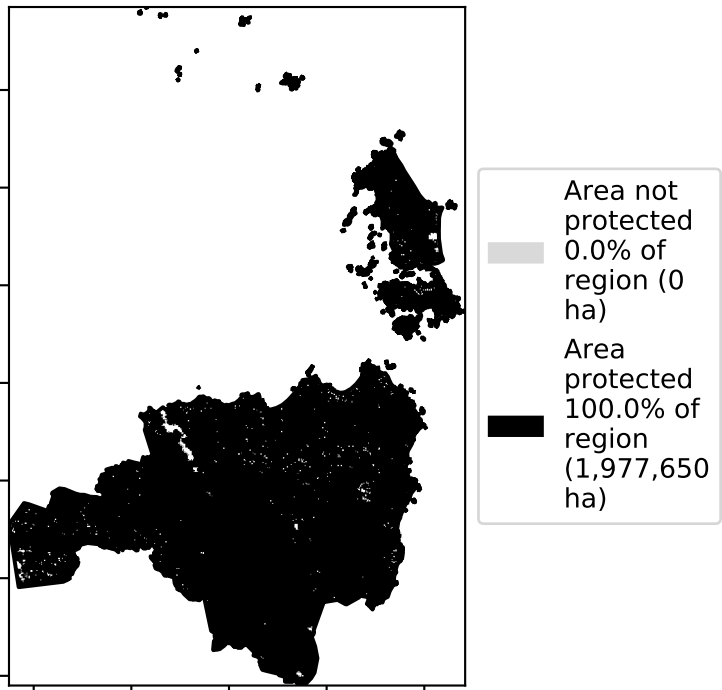 Area not
protected
0.0% of
region (0
ha)
Area
protected
100.0% of
region
(1,977,650
ha)